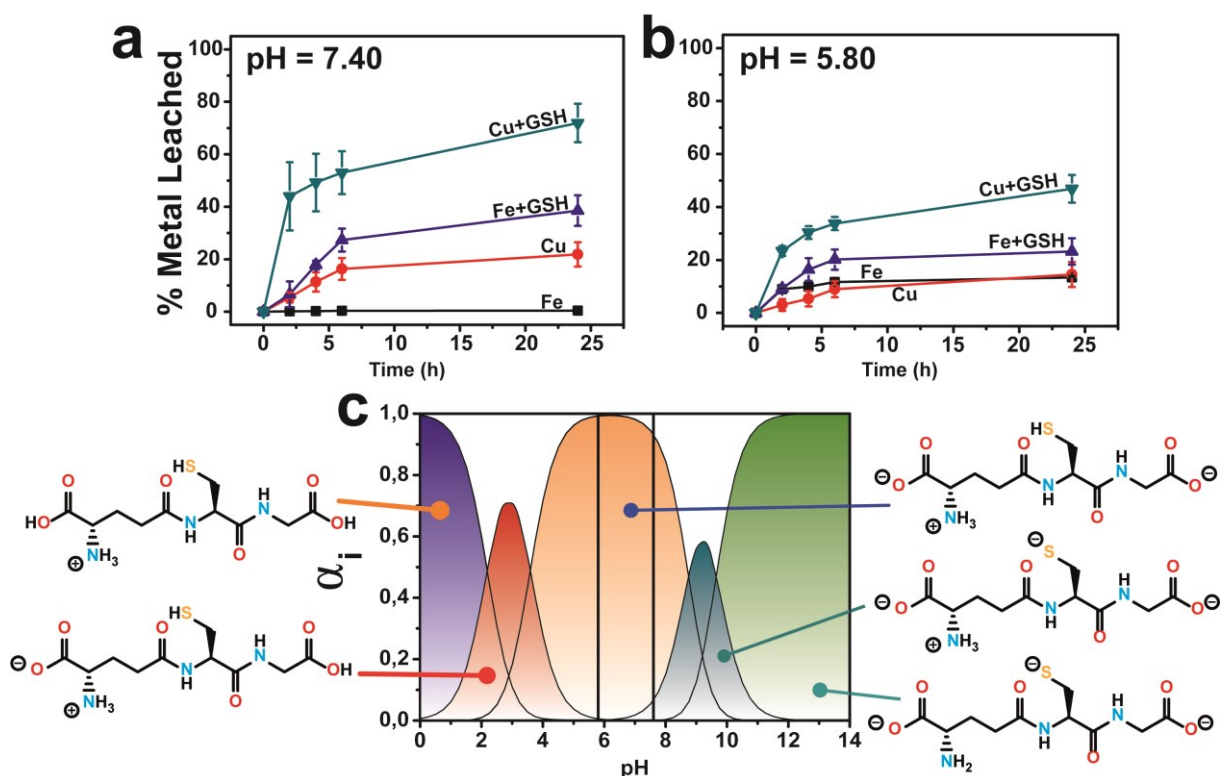 a
pH = 7.40
% Metal Leached
100
80
60
40
20
0
Cu+GSH
Fe+GSH
Cu
Fe
0 5 10 15 20 25
Time (h)
b
pH = 5.80
100
80
60
40
20
0
Cu+GSH
Fe+GSH
Fe
Cu
0 5 10 15 20 25
Time (h)
c
αi
1,0
0,8
0,6
0,4
0,2
0,0
0 2 4 6 8 10 12 14
pH
HS
O O H O
HO N OH
NH3 H N O
⊕
HS
O O H O
⊖ O N OH
NH3 H N O
⊕
HS
O O H O
⊖ O N O ⊖
NH3 N H O
⊕
⊖ S
O O H O
⊖ O N O ⊖
NH3 N H O
⊕
⊖ S
O O H O
⊖ O N O ⊖
NH2 N H O